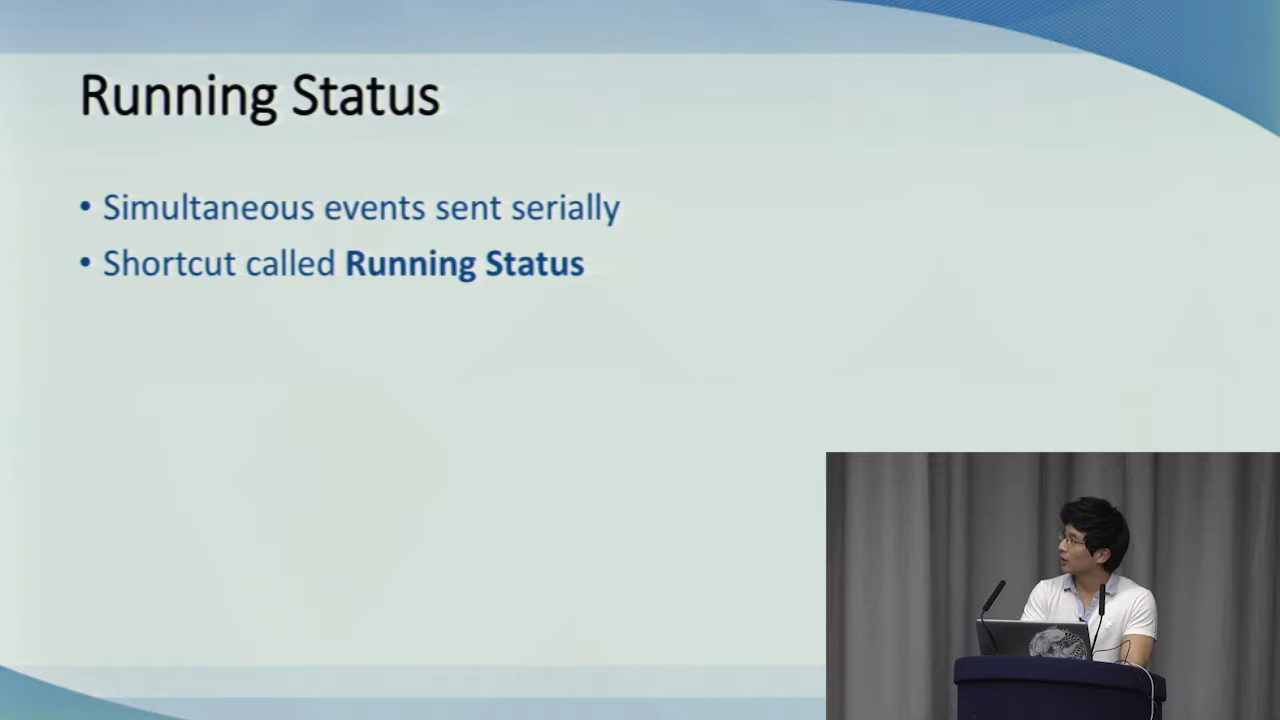 Running Status
• Simultaneous events sent serially
• Shortcut called Running Status